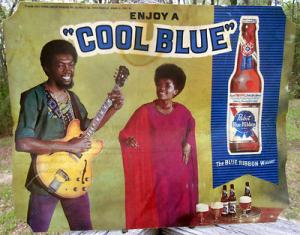 ENJOY A
"COOL BLUE"
Pabst
Blue Ribbon
The BLUE RIBBON Winner!